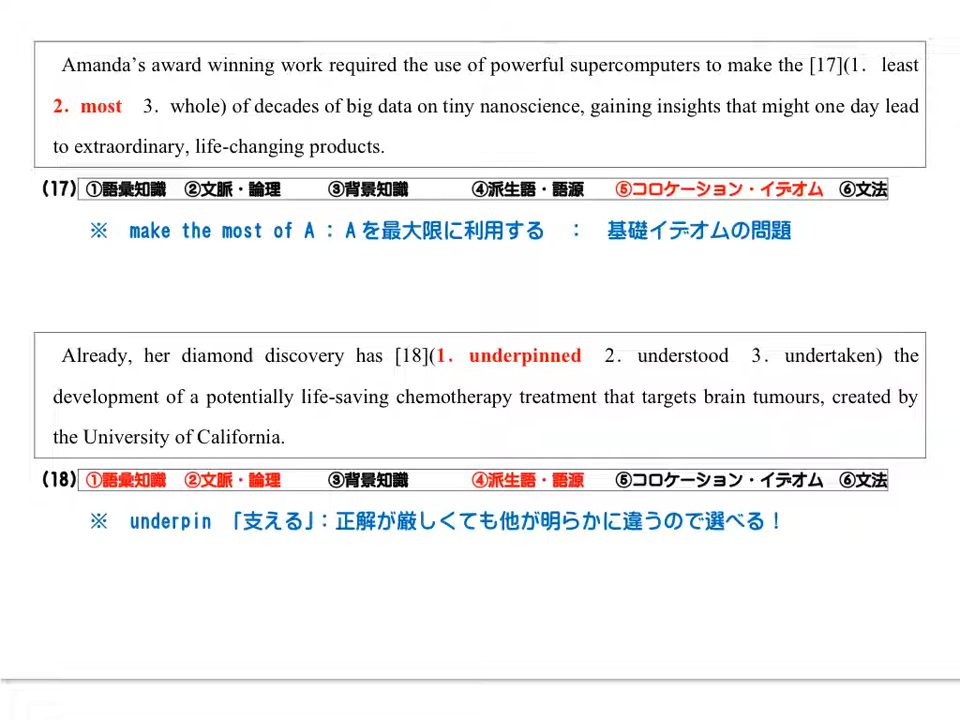 Amanda’s award winning work required the use of powerful supercomputers to make the [17](1. least
2. most 3. whole) of decades of big data on tiny nanoscience, gaining insights that might one day lead
to extraordinary, life-changing products.
(17) ①語彙知識 ②文脈・論理 ③背景知識 ④派生語・語源 ⑤コロケーション・イデオム ⑥文法
※ make the most of A : Aを最大限に利用する : 基礎イデオムの問題
Already, her diamond discovery has [18](1. underpinned 2. understood 3. undertaken) the
development of a potentially life-saving chemotherapy treatment that targets brain tumours, created by
the University of California.
(18) ①語彙知識 ②文脈・論理 ③背景知識 ④派生語・語源 ⑤コロケーション・イデオム ⑥文法
※ underpin 「支える」：正解が厳しくても他が明らかに違うので選べる！